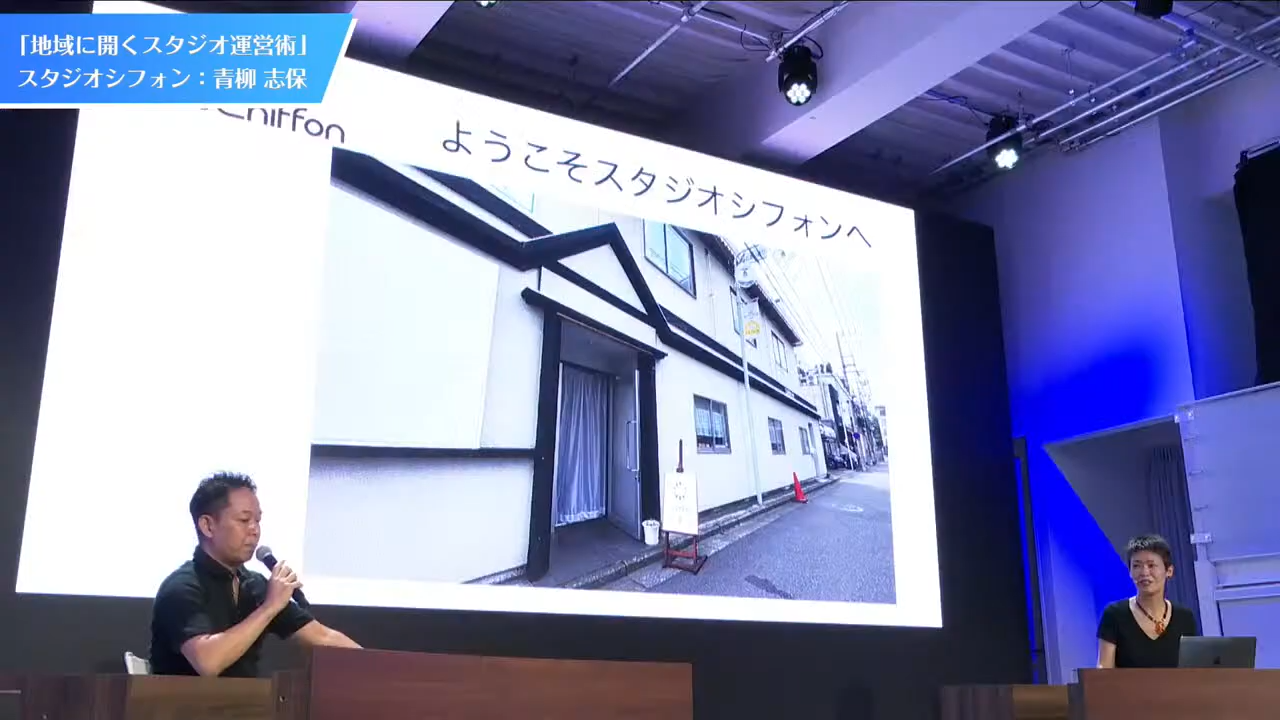 「地域に開くスタジオ運営術」
スタジオシフォン：青柳 志保
Chiffon
ようこそスタジオシフォンへ